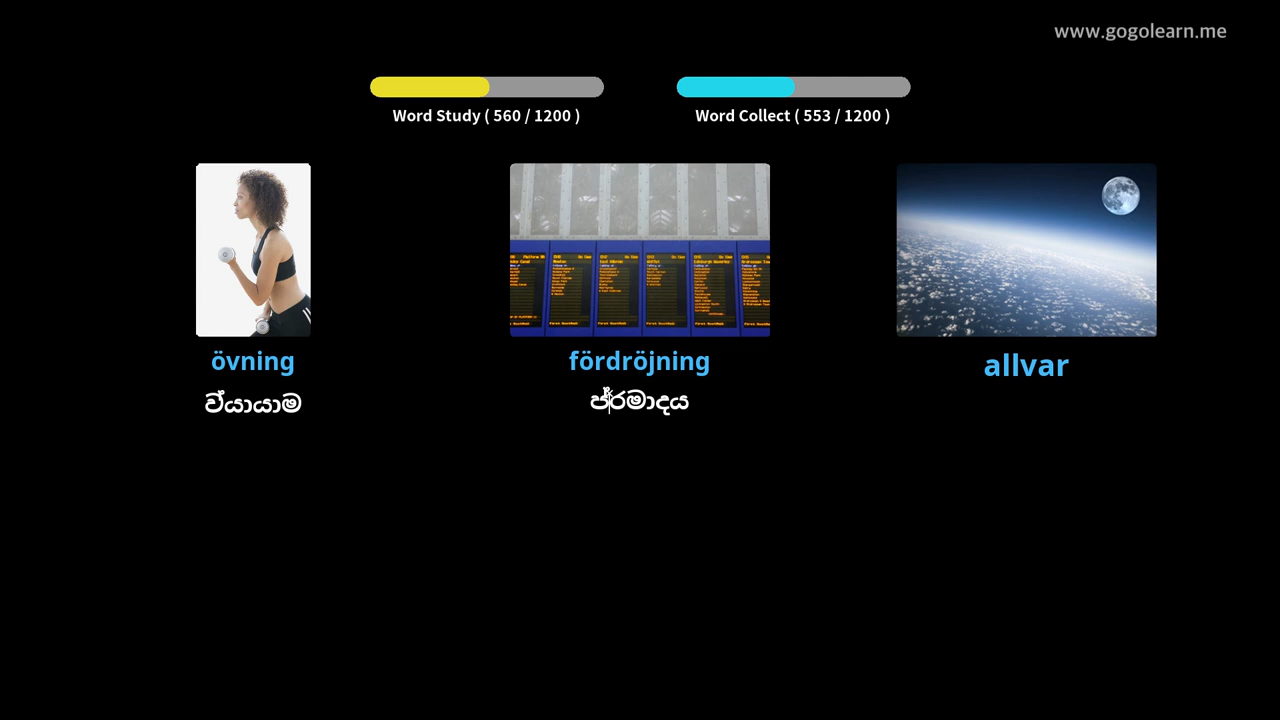 www.gogolearn.me
Word Study ( 560 / 1200 )
Word Collect ( 553 / 1200 )
övning
fördröjning
allvar
ව්යායාම
ප්රමාදය